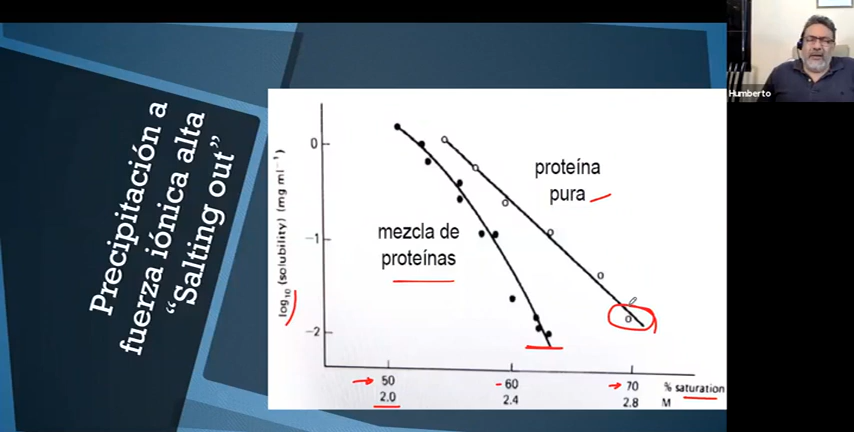 Precipitación a
fuerza iónica alta
“Salting out”
log10 (solubility) (mg ml⁻¹)
0
-1
-2
proteína
pura
mezcla de
proteínas
50 60 70 % saturation
2.0 2.4 2.8 M
Humberto